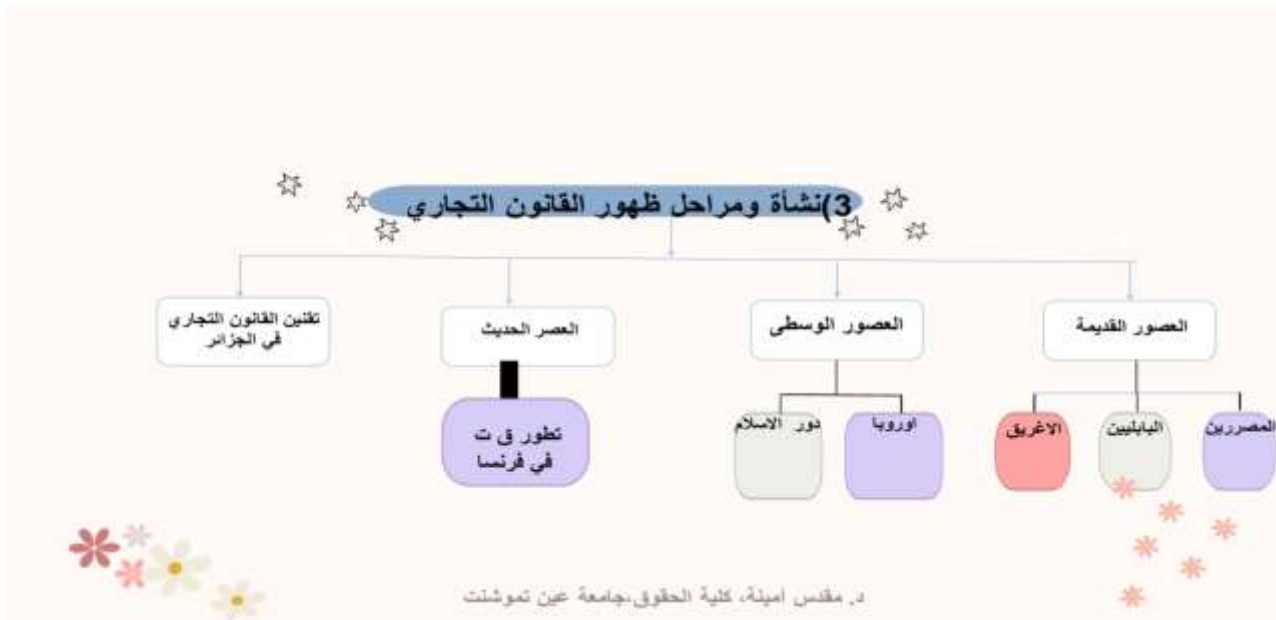 3)نشأة ومراحل ظهور القانون التجاري
العصور القديمة
العصور الوسطى
العصر الحديث
تقنين القانون التجاري
في الجزائر
المصررين
البابليين
الاغريق
اوروبا
دور الاسلام
تطور ق ت
في فرنسا
د. مقدس امينة، كلية الحقوق،جامعة عين تموشنت